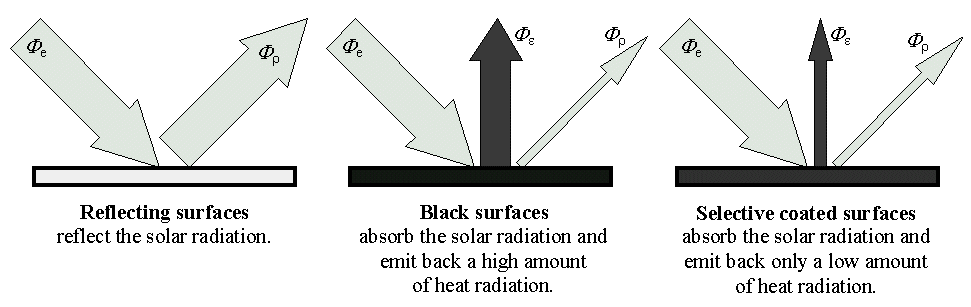 Φe Φρ
Φe Φε Φρ
Φe Φε Φρ
Reflecting surfaces
reflect the solar radiation.
Black surfaces
absorb the solar radiation and
emit back a high amount
of heat radiation.
Selective coated surfaces
absorb the solar radiation and
emit back only a low amount
of heat radiation.